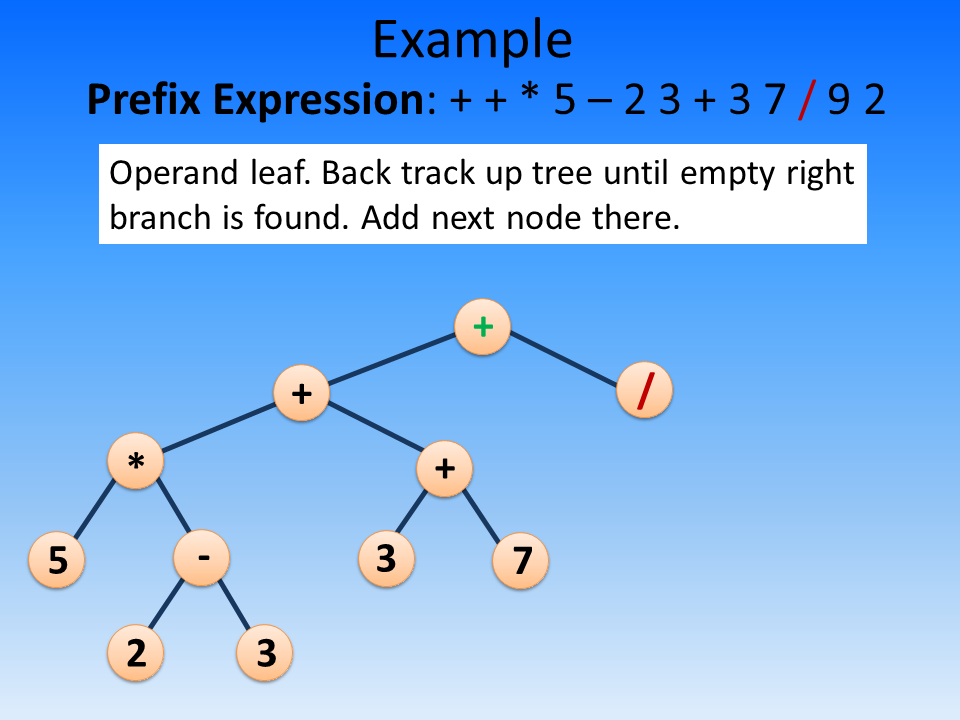 Example
Prefix Expression: + + * 5 – 2 3 + 3 7 / 9 2
Operand leaf. Back track up tree until empty right
branch is found. Add next node there.
+
+ /
* +
5 - 3 7
2 3